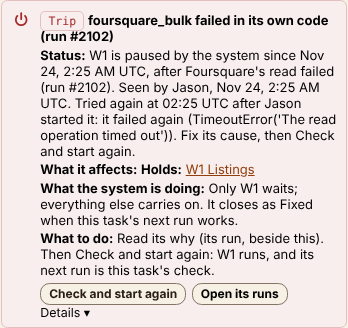 Trip foursquare_bulk failed in its own code
(run #2102)
Status: W1 is paused by the system since Nov
24, 2:25 AM UTC, after Foursquare's read failed
(run #2102). Seen by Jason, Nov 24, 2:25 AM
UTC. Tried again at 02:25 UTC after Jason
started it: it failed again (TimeoutError('The read
operation timed out')). Fix its cause, then Check
and start again.
What it affects: Holds: W1 Listings
What the system is doing: Only W1 waits;
everything else carries on. It closes as Fixed
when this task's next run works.
What to do: Read its why (its run, beside this).
Then Check and start again: W1 runs, and its
next run is this task's check.
Check and start again Open its runs
Details ▾